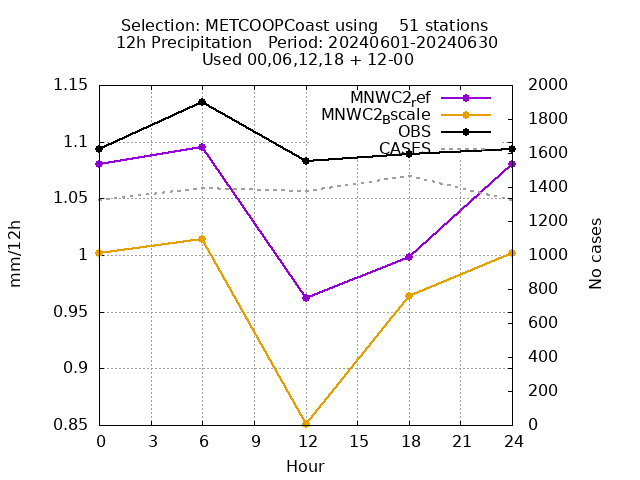 Selection: METCOOPCoast using    51 stations
12h Precipitation   Period: 20240601-20240630
Used 00,06,12,18 + 12-00
1.15
1.1
1.05
1
0.95
0.9
0.85
mm/12h
MNWC2ref
MNWC2Bscale
OBS
CASES
2000
1800
1600
1400
1200
1000
800
600
400
200
0
No cases
0 3 6 9 12 15 18 21 24
Hour